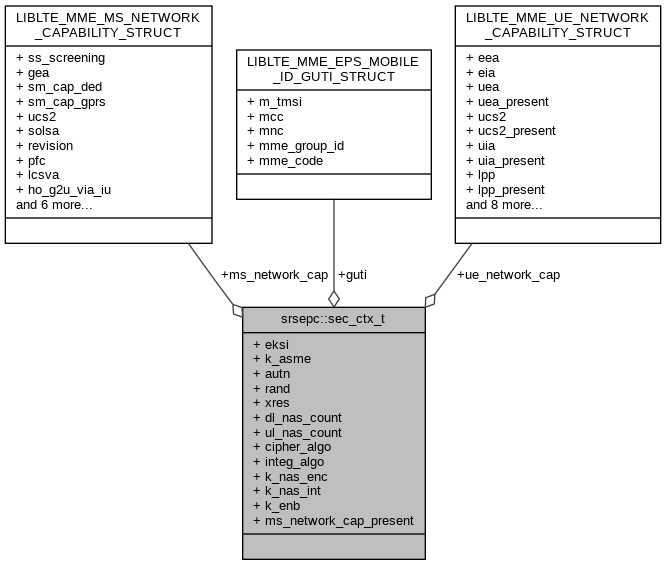 LIBLTE_MME_MS_NETWORK
_CAPABILITY_STRUCT
+ ss_screening
+ gea
+ sm_cap_ded
+ sm_cap_gprs
+ ucs2
+ solsa
+ revision
+ pfc
+ lcsva
+ ho_g2u_via_iu
and 6 more...
LIBLTE_MME_EPS_MOBILE
_ID_GUTI_STRUCT
+ m_tmsi
+ mcc
+ mnc
+ mme_group_id
+ mme_code
LIBLTE_MME_UE_NETWORK
_CAPABILITY_STRUCT
+ eea
+ eia
+ uea
+ uea_present
+ ucs2
+ ucs2_present
+ uia
+ uia_present
+ lpp
+ lpp_present
and 8 more...
+ms_network_cap
+guti
+ue_network_cap
srsepc::sec_ctx_t
+ eksi
+ k_asme
+ autn
+ rand
+ xres
+ dl_nas_count
+ ul_nas_count
+ cipher_algo
+ integ_algo
+ k_nas_enc
+ k_nas_int
+ k_enb
+ ms_network_cap_present